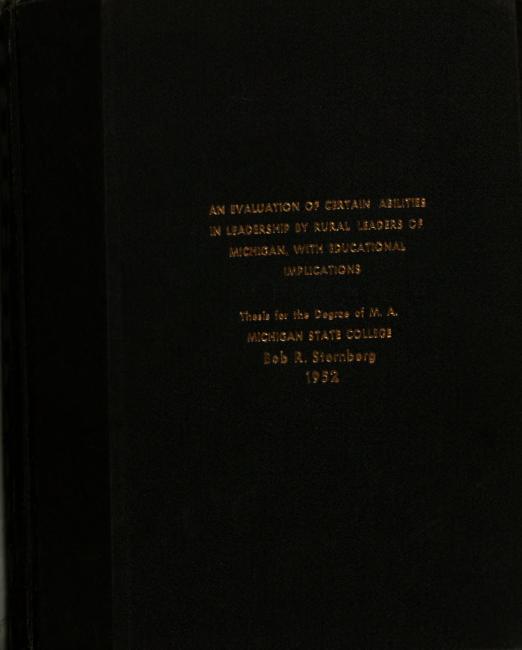 AN EVALUATION OF CERTAIN ABILITIES
IN LEADERSHIP BY RURAL LEADERS OF
MICHIGAN, WITH EDUCATIONAL
IMPLICATIONS
Thesis for the Degree of M. A.
MICHIGAN STATE COLLEGE
Bob R. Sternberg
1952